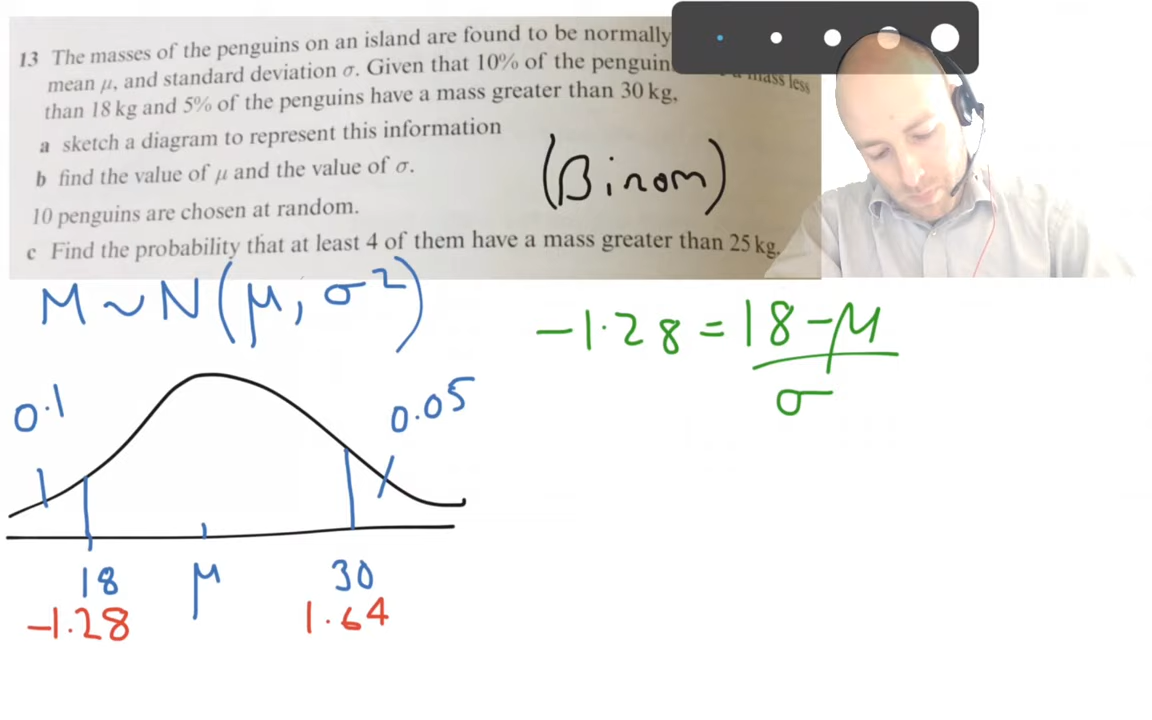 13 The masses of the penguins on an island are found to be normally
mean μ, and standard deviation σ. Given that 10% of the penguin mass less
than 18 kg and 5% of the penguins have a mass greater than 30 kg,
a sketch a diagram to represent this information
b find the value of μ and the value of σ.
(Binom)
10 penguins are chosen at random.
c Find the probability that at least 4 of them have a mass greater than 25 kg.
M ~ N(μ, σ²)
-1.28 = 18 - μ
σ
0.1
0.05
18
μ
30
-1.28
1.64